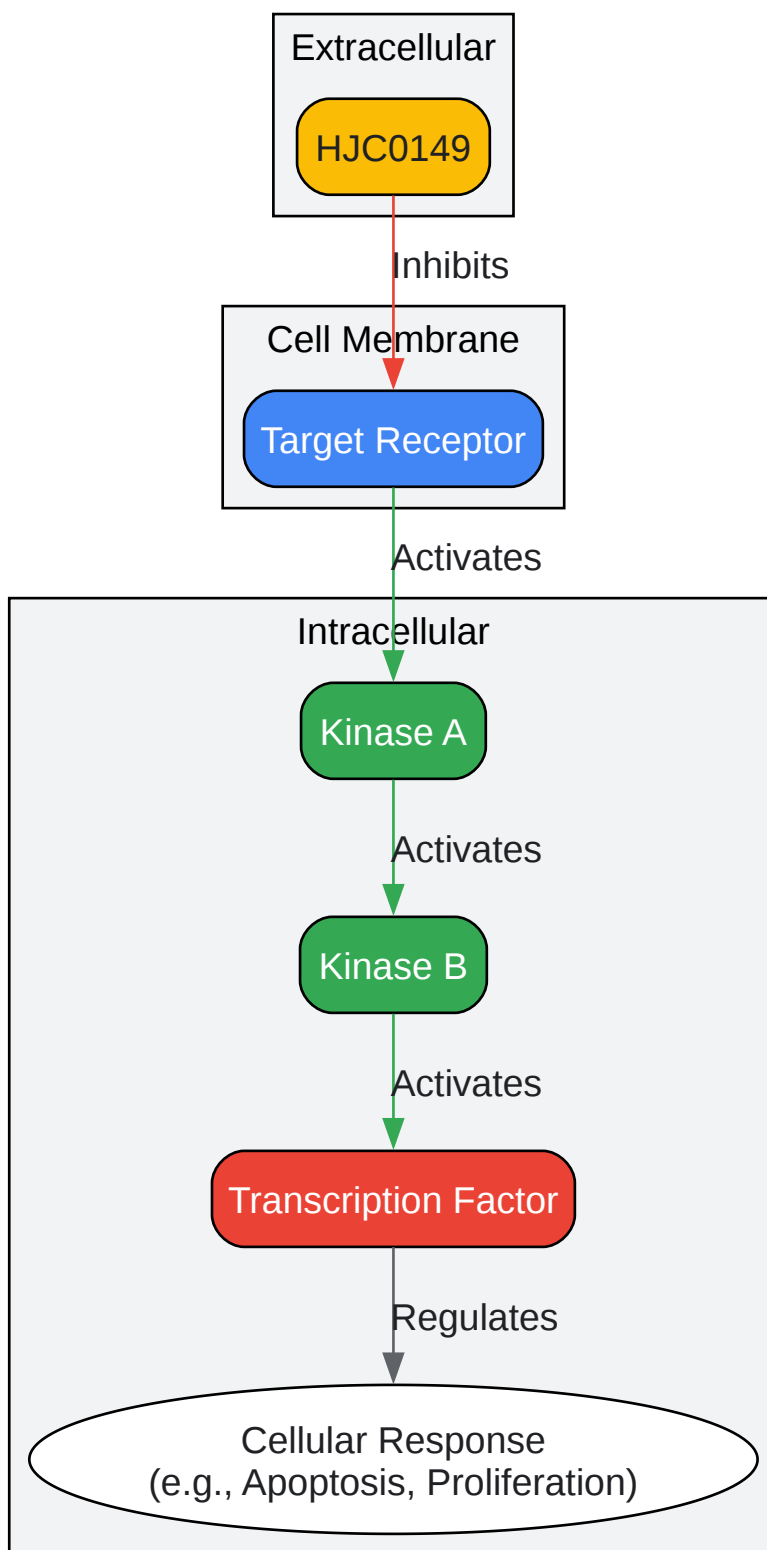 Extracellular
HJC0149
Inhibits
Cell Membrane
Target Receptor
Activates
Intracellular
Kinase A
Activates
Kinase B
Activates
Transcription Factor
Regulates
Cellular Response
(e.g., Apoptosis, Proliferation)